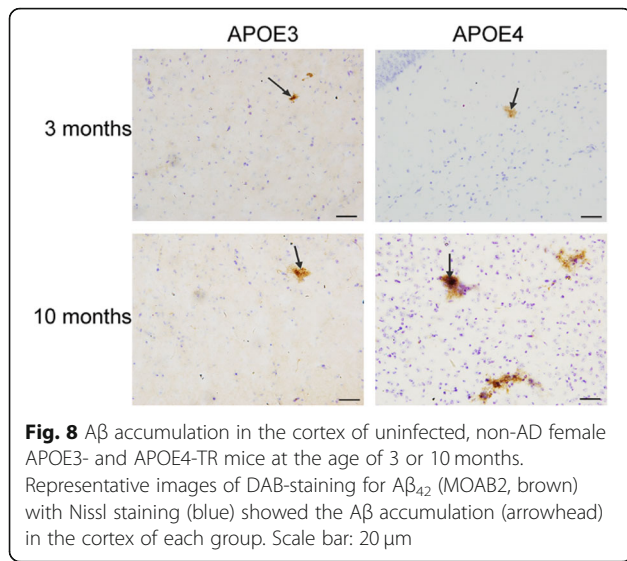 APOE3 APOE4
3 months
10 months
Fig. 8 Aβ accumulation in the cortex of uninfected, non-AD female
APOE3- and APOE4-TR mice at the age of 3 or 10 months.
Representative images of DAB-staining for Aβ₄₂ (MOAB2, brown)
with Nissl staining (blue) showed the Aβ accumulation (arrowhead)
in the cortex of each group. Scale bar: 20 μm